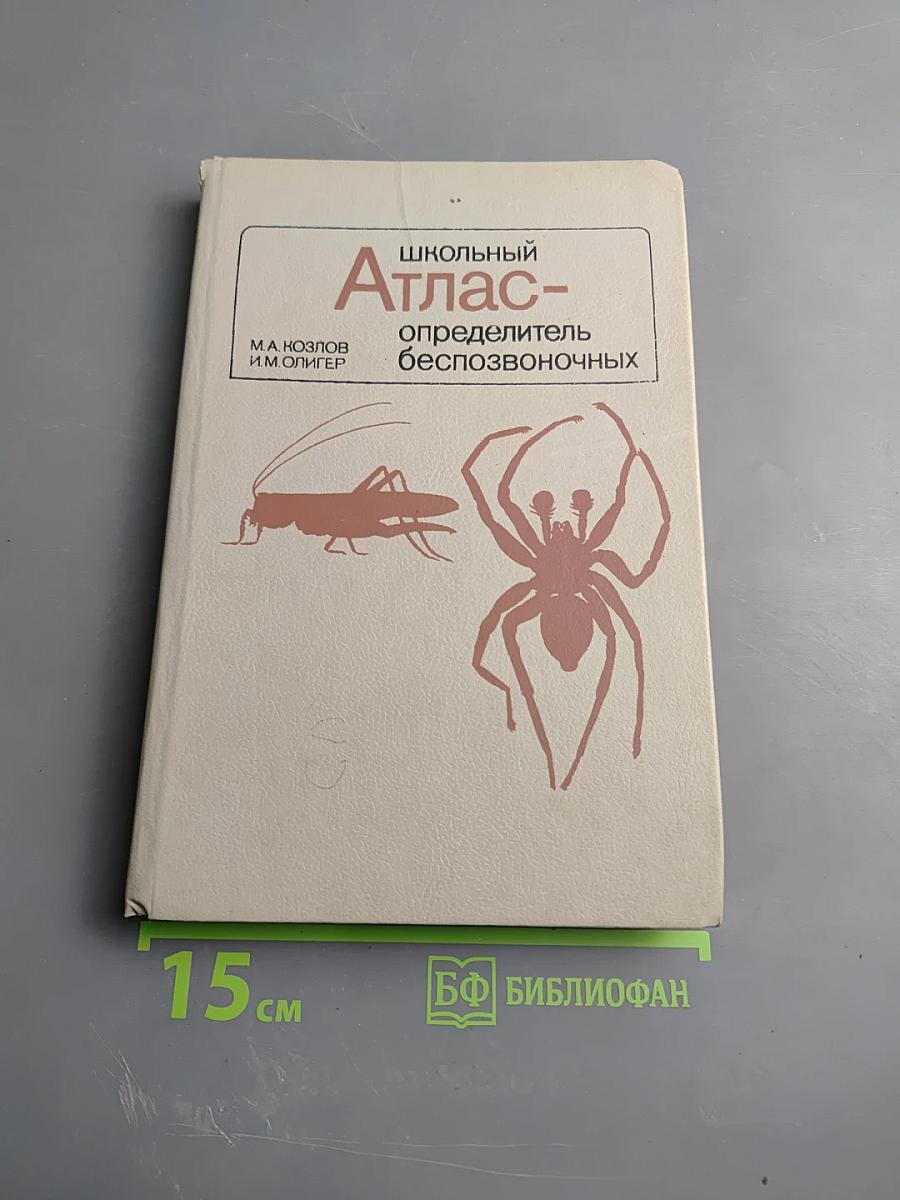 ШКОЛЬНЫЙ
Атлас-
определитель
беспозвоночных
М.А.КОЗЛОВ
И.М.ОЛИГЕР
15 см
БФ БИБЛИОФАН